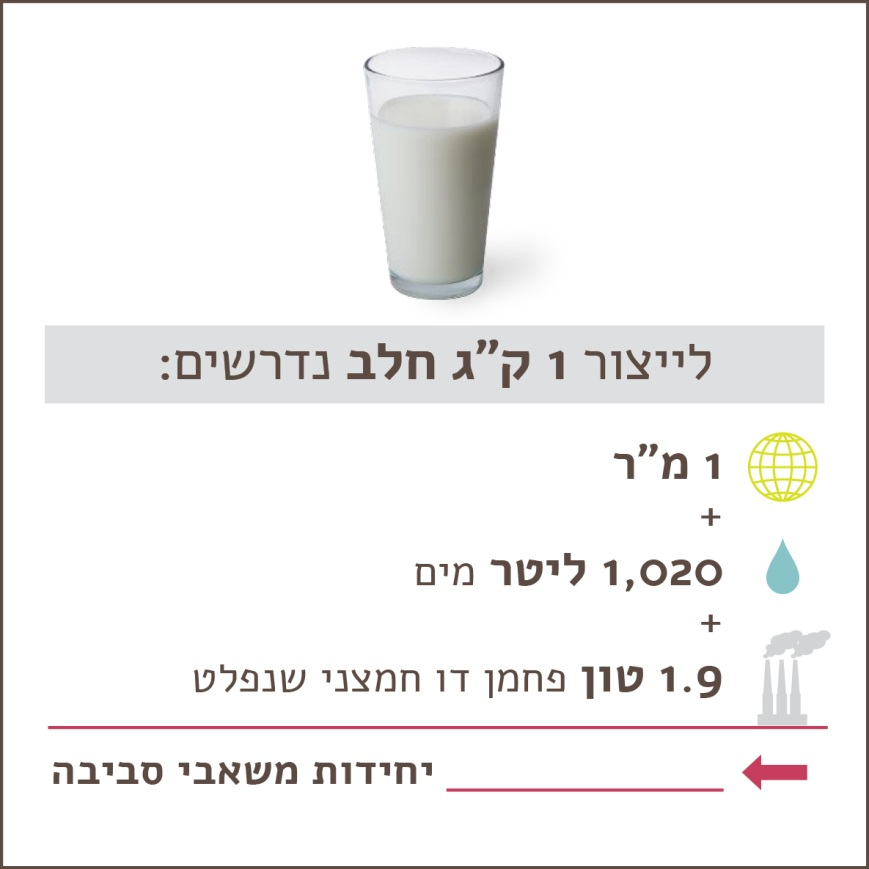 לייצור 1 ק"ג חלב נדרשים:
1 מ"ר
+
1,020 ליטר מים
+
1.9 טון פחמן דו חמצני שנפלט
_____________ יחידות משאבי סביבה